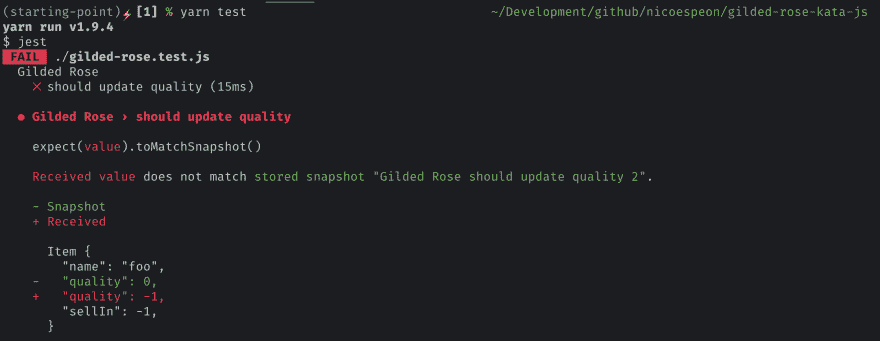 (starting-point)⚡[1] % yarn test ~/Development/github/nicoespeon/gilded-rose-kata-js
yarn run v1.9.4
$ jest
FAIL ./gilded-rose.test.js
Gilded Rose
✕ should update quality (15ms)
● Gilded Rose › should update quality
expect(value).toMatchSnapshot()
Received value does not match stored snapshot "Gilded Rose should update quality 2".
- Snapshot
+ Received
Item {
"name": "foo",
- "quality": 0,
+ "quality": -1,
"sellIn": -1,
}